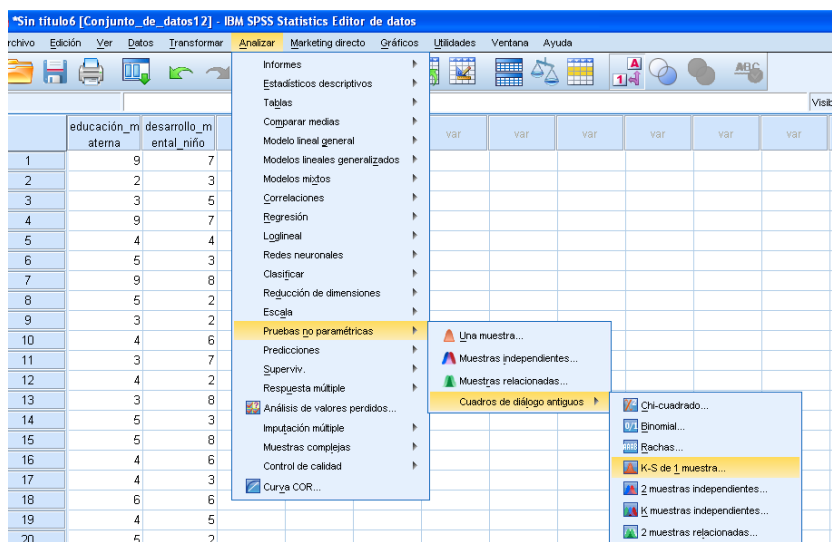 *Sin título6 [Conjunto_de_datos12] - IBM SPSS Statistics Editor de datos
rchivo Edición Ver Datos Transformar Analizar Marketing directo Gráficos Utilidades Ventana Ayuda
A
1
ABC
Visib
educación_m
aterna
desarrollo_m
ental_niño
var var var var var var
1 9 7
2 2 3
3 3 5
4 9 7
5 4 4
6 5 3
7 9 8
8 5 2
9 3 2
10 4 6
11 3 7
12 4 2
13 3 8
14 5 3
15 5 8
16 4 6
17 4 3
18 6 6
19 4 5
20 5 2
Informes
Estadísticos descriptivos
Tablas
Comparar medias
Modelo lineal general
Modelos lineales generalizados
Modelos mixtos
Correlaciones
Regresión
Loglineal
Redes neuronales
Clasificar
Reducción de dimensiones
Escala
Pruebas no paramétricas
Predicciones
Superviv.
Respuesta múltiple
Análisis de valores perdidos...
Imputación múltiple
Muestras complejas
Control de calidad
Curva COR...
Una muestra...
Muestras independientes...
Muestras relacionadas...
Cuadros de diálogo antiguos
Chi-cuadrado...
0/1 Binomial...
Rachas...
K-S de 1 muestra...
2 muestras independientes...
K muestras independientes...
2 muestras relacionadas...